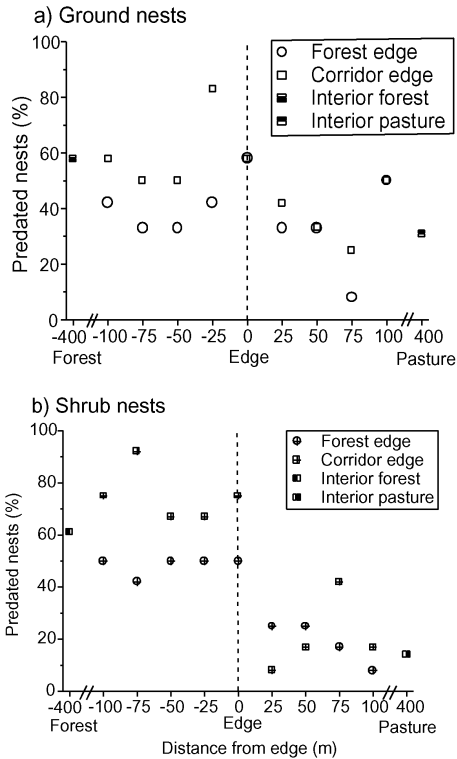 a) Ground nests
Forest edge
Corridor edge
Interior forest
Interior pasture
Predated nests (%)
100
80
60
40
20
0
-400 -100 -75 -50 -25 0 25 50 75 100 400
Forest Edge Pasture
b) Shrub nests
Forest edge
Corridor edge
Interior forest
Interior pasture
Predated nests (%)
100
80
60
40
20
0
-400 -100 -75 -50 -25 0 25 50 75 100 400
Forest Edge Pasture
Distance from edge (m)